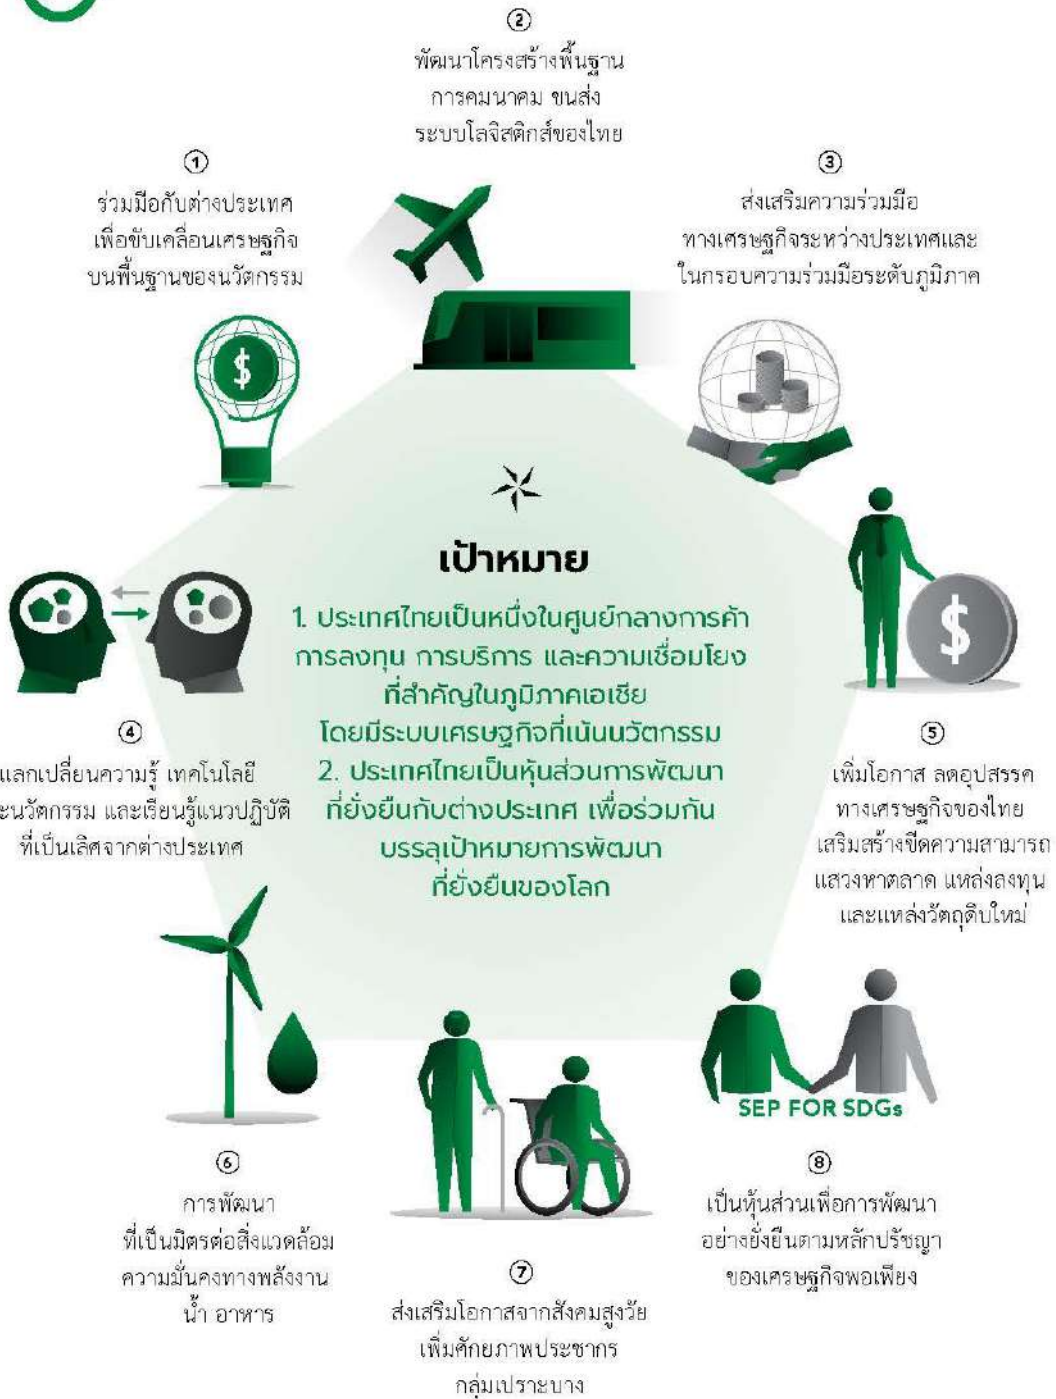 ②
พัฒนาโครงสร้างพื้นฐาน
การคมนาคม ขนส่ง
ระบบโลจิสติกส์ของไทย
①
ร่วมมือกับต่างประเทศ
เพื่อขับเคลื่อนเศรษฐกิจ
บนพื้นฐานของนวัตกรรม
③
ส่งเสริมความร่วมมือ
ทางเศรษฐกิจระหว่างประเทศและ
ในกรอบความร่วมมือระดับภูมิภาค
$
เป้าหมาย
1. ประเทศไทยเป็นหนึ่งในศูนย์กลางการค้า
การลงทุน การบริการ และความเชื่อมโยง
ที่สำคัญในภูมิภาคเอเชีย
โดยมีระบบเศรษฐกิจที่เน้นนวัตกรรม
2. ประเทศไทยเป็นหุ้นส่วนการพัฒนา
ที่ยั่งยืนกับต่างประเทศ เพื่อร่วมกัน
บรรลุเป้าหมายการพัฒนา
ที่ยั่งยืนของโลก
$
④
แลกเปลี่ยนความรู้ เทคโนโลยี
ะนวัตกรรม และเรียนรู้แนวปฏิบัติ
ที่เป็นเลิศจากต่างประเทศ
⑤
เพิ่มโอกาส ลดอุปสรรค
ทางเศรษฐกิจของไทย
เสริมสร้างขีดความสามารถ
แสวงหาตลาด แหล่งลงทุน
และแหล่งวัตถุดิบใหม่
SEP FOR SDGs
⑥
การพัฒนา
ที่เป็นมิตรต่อสิ่งแวดล้อม
ความมั่นคงทางพลังงาน
น้ำ อาหาร
⑦
ส่งเสริมโอกาสจากสังคมสูงวัย
เพิ่มศักยภาพประชากร
กลุ่มเปราะบาง
⑧
เป็นหุ้นส่วนเพื่อการพัฒนา
อย่างยั่งยืนตามหลักปรัชญา
ของเศรษฐกิจพอเพียง